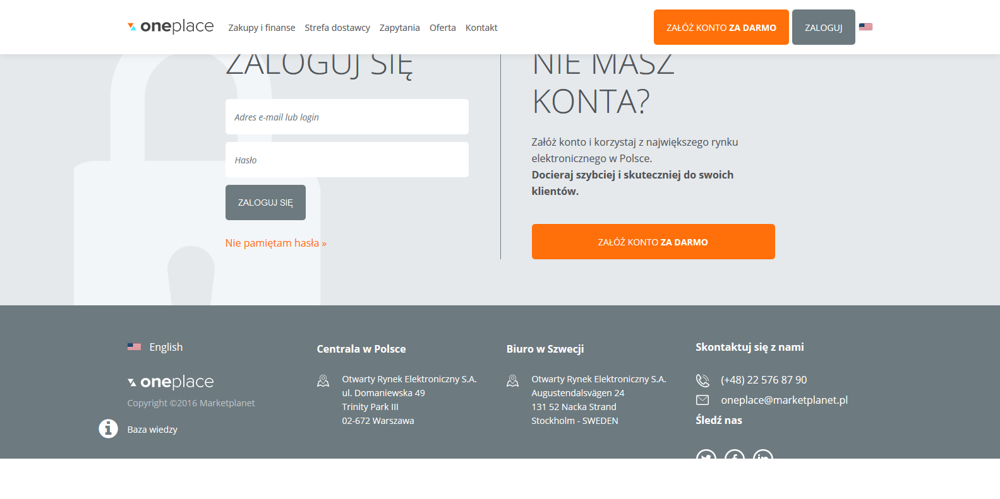 oneplace
Zakupy i finanse Strefa dostawcy Zapytania Oferta Kontakt
ZAŁÓŻ KONTO ZA DARMO
ZALOGUJ
ZALOGUJ SIĘ
Adres e-mail lub login
Hasło
ZALOGUJ SIĘ
Nie pamiętam hasła »
NIE MASZ
KONTA?
Załóż konto i korzystaj z największego rynku
elektronicznego w Polsce.
Docieraj szybciej i skuteczniej do swoich
klientów.
ZAŁÓŻ KONTO ZA DARMO
English
oneplace
Copyright ©2016 Marketplanet
Baza wiedzy
Centrala w Polsce
Otwarty Rynek Elektroniczny S.A.
ul. Domaniewska 49
Trinity Park III
02-672 Warszawa
Biuro w Szwecji
Otwarty Rynek Elektroniczny S.A.
Augustendalsvägen 24
131 52 Nacka Strand
Stockholm - SWEDEN
Skontaktuj się z nami
(+48) 22 576 87 90
oneplace@marketplanet.pl
Śledź nas